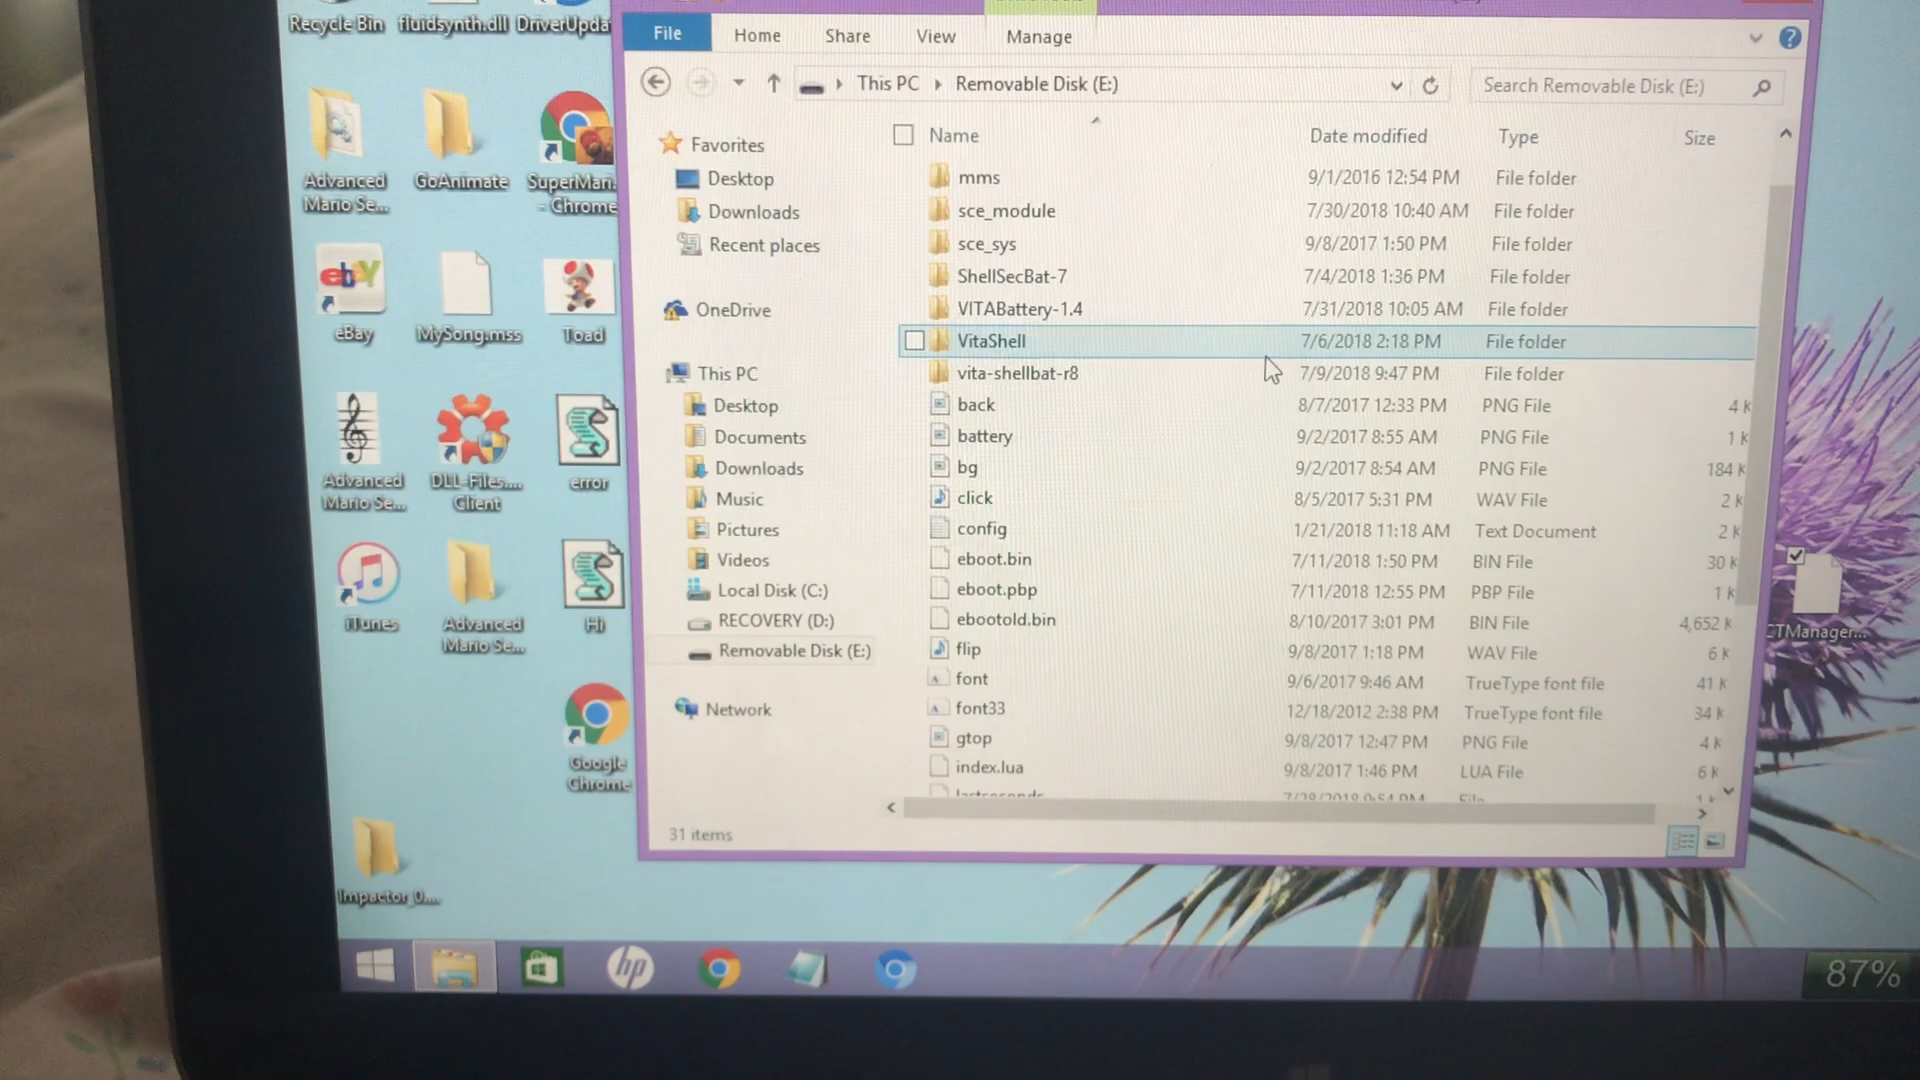 Recycle Bin
fluidsynth.dll
DriverUpda
Advanced
Mario Se...
GoAnimate
SuperMari...
- Chrome
eBay
MySong.mss
Toad
Advanced
Mario Se...
DLL-Files....
Client
error
iTunes
Advanced
Mario Se...
Hi
Google
Chrome
Impactor_0....
File
Home
Share
View
Manage
This PC
Removable Disk (E:)
Search Removable Disk (E:)
Favorites
Desktop
Downloads
Recent places
OneDrive
This PC
Desktop
Documents
Downloads
Music
Pictures
Videos
Local Disk (C:)
RECOVERY (D:)
Removable Disk (E:)
Network
Name Date modified Type Size
mms 9/1/2016 12:54 PM File folder
sce_module 7/30/2018 10:40 AM File folder
sce_sys 9/8/2017 1:50 PM File folder
ShellSecBat-7 7/4/2018 1:36 PM File folder
VITABattery-1.4 7/31/2018 10:05 AM File folder
VitaShell 7/6/2018 2:18 PM File folder
vita-shellbat-r8 7/9/2018 9:47 PM File folder
back 8/7/2017 12:33 PM PNG File 4 K
battery 9/2/2017 8:55 AM PNG File 1 K
bg 9/2/2017 8:54 AM PNG File 184 K
click 8/5/2017 5:31 PM WAV File 2 K
config 1/21/2018 11:18 AM Text Document 2 K
eboot.bin 7/11/2018 1:50 PM BIN File 30 K
eboot.pbp 7/11/2018 12:55 PM PBP File 1 K
ebootold.bin 8/10/2017 3:01 PM BIN File 4,652 K
flip 9/8/2017 1:18 PM WAV File 6 K
font 9/6/2017 9:46 AM TrueType font file 41 K
font33 12/18/2012 2:38 PM TrueType font file 34 K
gtop 9/8/2017 12:47 PM PNG File 4 K
index.lua 9/8/2017 1:46 PM LUA File 6 K
31 items
CTManager...
hp
87%